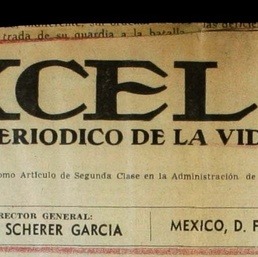 trada de su guardia a la batalla
XCEL
ERIODICO DE LA VID
omo Articulo de Segunda Clase en la Administración de
RECTOR GENERAL:
SCHERER GARCIA
MEXICO, D. F